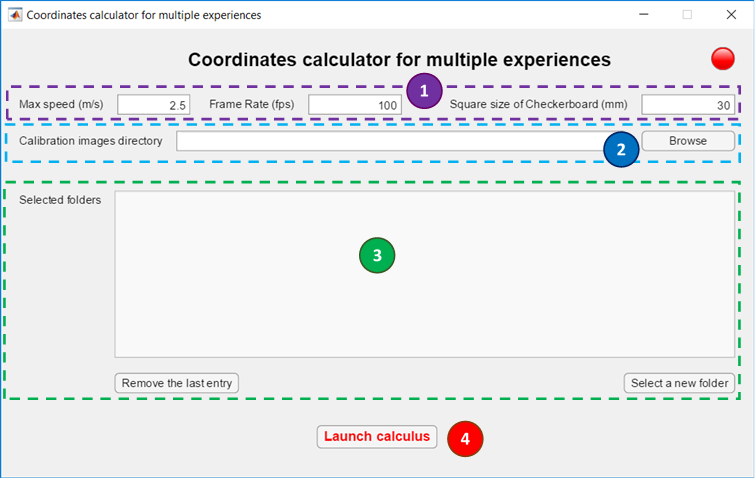 Coordinates calculator for multiple experiences
Coordinates calculator for multiple experiences
1
Max speed (m/s) 2.5 Frame Rate (fps) 100 Square size of Checkerboard (mm) 30
Calibration images directory 2 Browse
Selected folders
3
Remove the last entry Select a new folder
Launch calculus 4